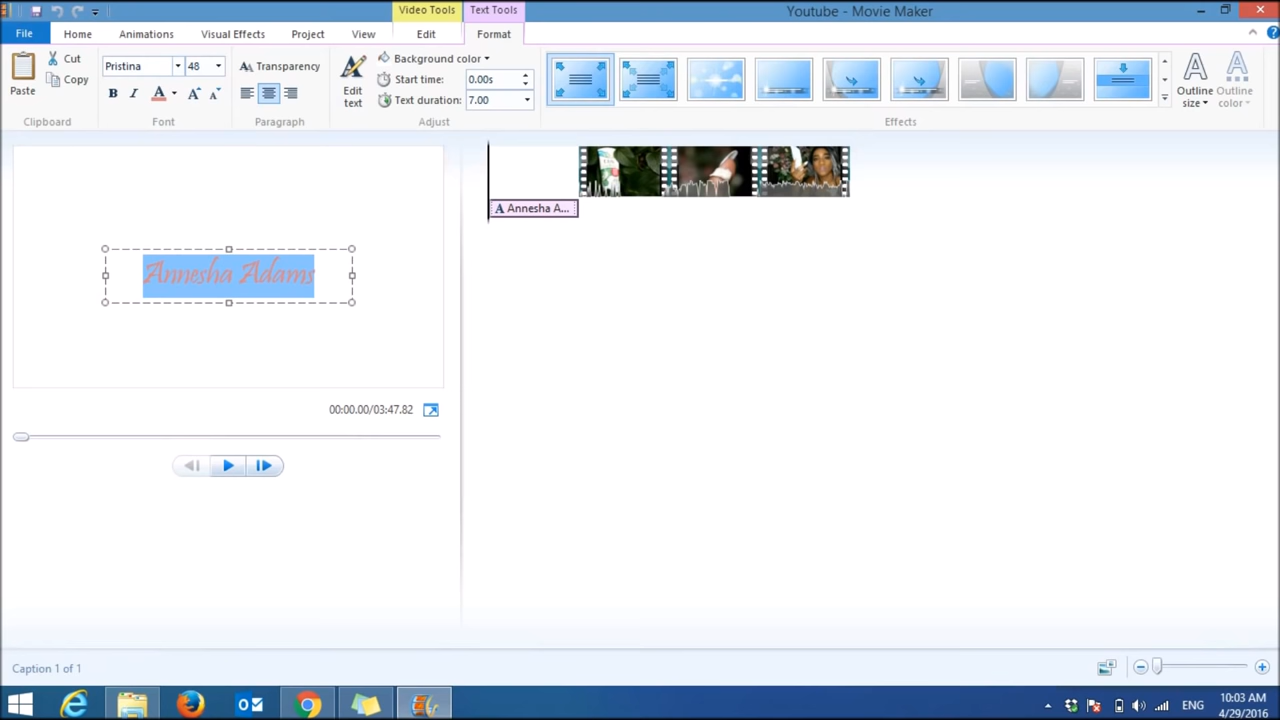 Video Tools
Text Tools
Youtube - Movie Maker
File
Home
Animations
Visual Effects
Project
View
Edit
Format
Paste
Cut
Copy
Clipboard
Pristina
48
B I A A A
Font
Transparency
Paragraph
Edit text
Background color
Start time: 0.00s
Text duration: 7.00
Adjust
Effects
Outline size
Outline color
Annesha Adams
A Annesha A...
00:00.00/03:47.82
Caption 1 of 1
ENG
10:03 AM
4/29/2016